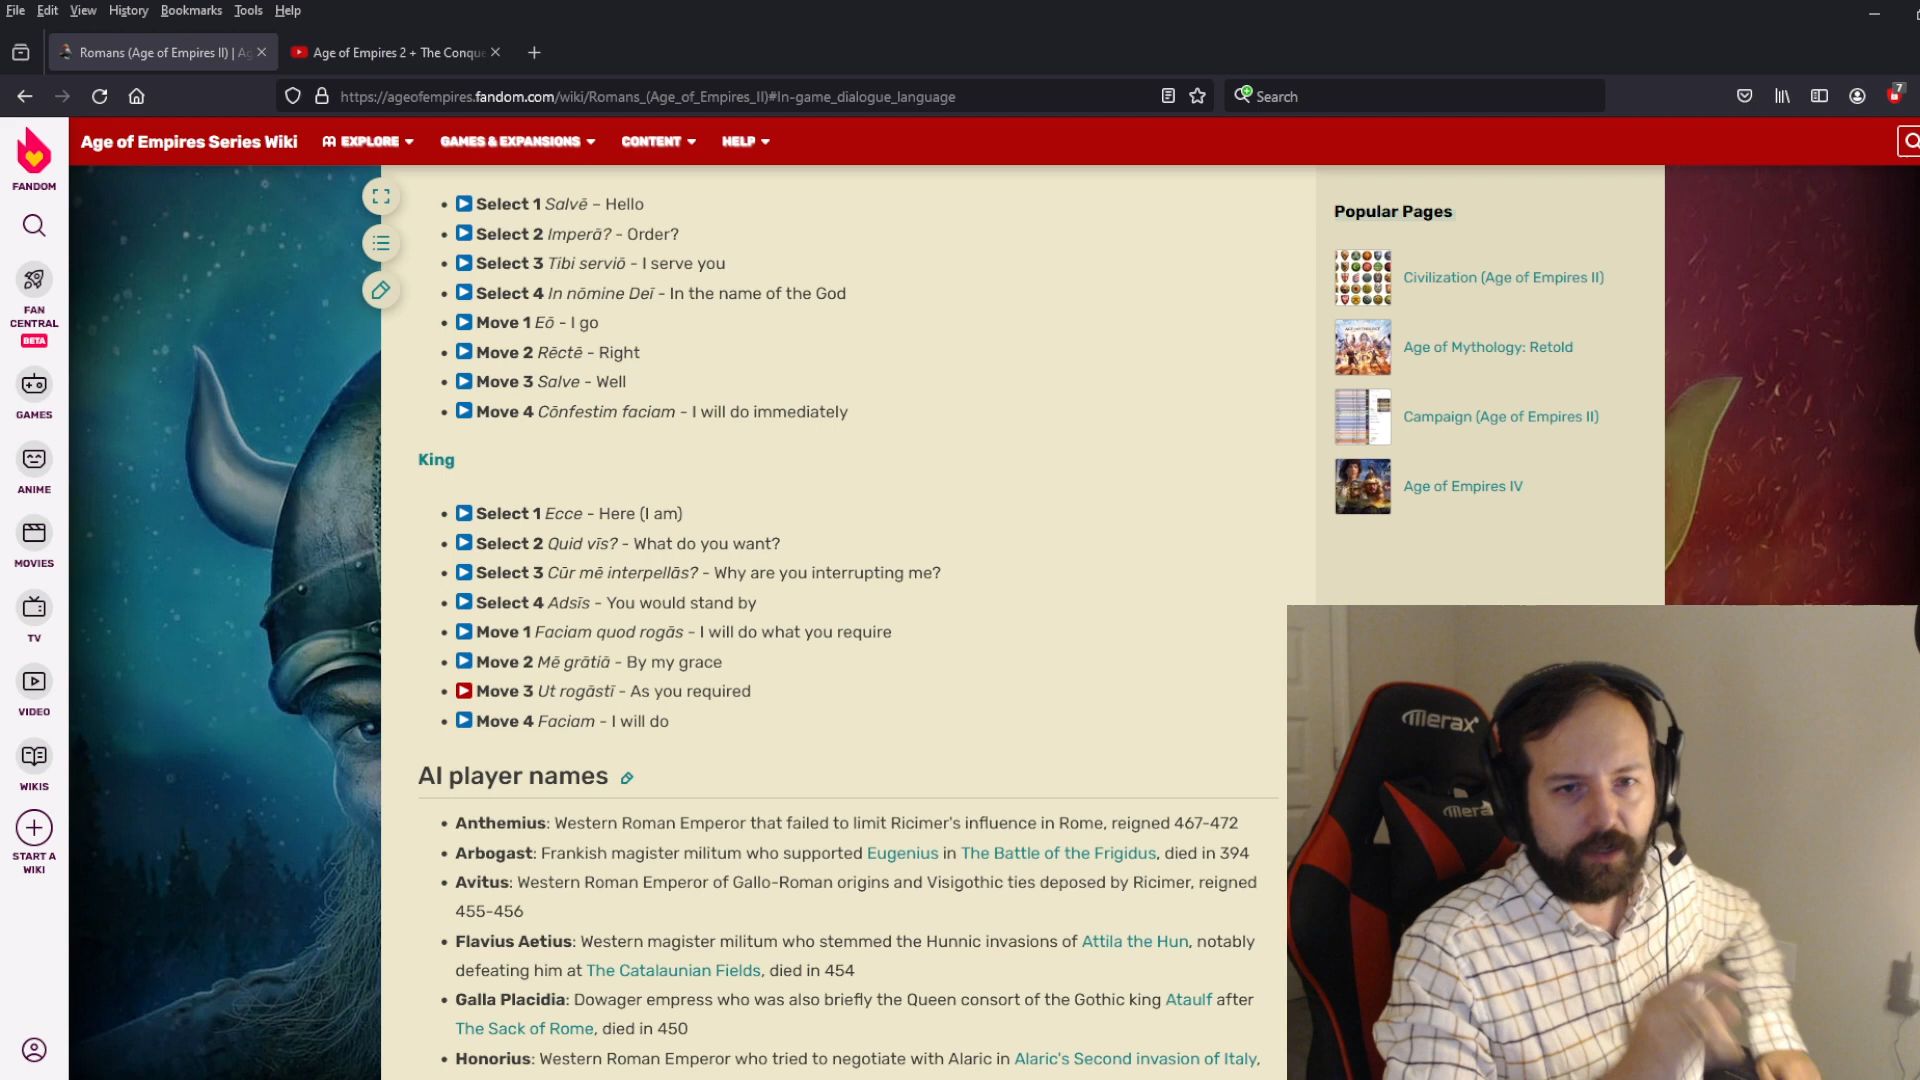 File Edit View History Bookmarks Tools Help
Romans (Age of Empires II) | Ag
Age of Empires 2 + The Conque
https://ageofempires.fandom.com/wiki/Romans_(Age_of_Empires_II)#In-game_dialogue_language
Search
7
Age of Empires Series Wiki
EXPLORE
GAMES & EXPANSIONS
CONTENT
HELP
FANDOM
FAN CENTRAL
BETA
GAMES
ANIME
MOVIES
TV
VIDEO
WIKIS
START A WIKI
Select 1 Salvē – Hello
Select 2 Imperā? - Order?
Select 3 Tibi serviō - I serve you
Select 4 In nōmine Deī - In the name of the God
Move 1 Eō - I go
Move 2 Rēctē - Right
Move 3 Salve - Well
Move 4 Cōnfestim faciam - I will do immediately
King
Select 1 Ecce - Here (I am)
Select 2 Quid vīs? - What do you want?
Select 3 Cūr mē interpellās? - Why are you interrupting me?
Select 4 Adsīs - You would stand by
Move 1 Faciam quod rogās - I will do what you require
Move 2 Mē grātiā - By my grace
Move 3 Ut rogāstī - As you required
Move 4 Faciam - I will do
AI player names
Anthemius: Western Roman Emperor that failed to limit Ricimer's influence in Rome, reigned 467-472
Arbogast: Frankish magister militum who supported Eugenius in The Battle of the Frigidus, died in 394
Avitus: Western Roman Emperor of Gallo-Roman origins and Visigothic ties deposed by Ricimer, reigned
455-456
Flavius Aetius: Western magister militum who stemmed the Hunnic invasions of Attila the Hun, notably
defeating him at The Catalaunian Fields, died in 454
Galla Placidia: Dowager empress who was also briefly the Queen consort of the Gothic king Ataulf after
The Sack of Rome, died in 450
Honorius: Western Roman Emperor who tried to negotiate with Alaric in Alaric's Second invasion of Italy,
Popular Pages
Civilization (Age of Empires II)
Age of Mythology: Retold
Campaign (Age of Empires II)
Age of Empires IV
merax
mera